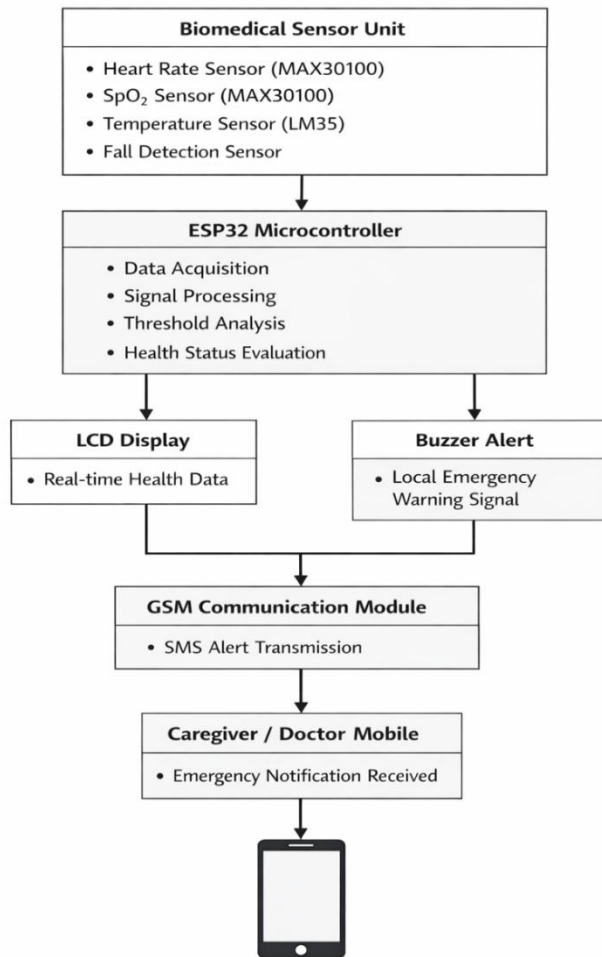 Biomedical Sensor Unit
• Heart Rate Sensor (MAX30100)
• SpO₂ Sensor (MAX30100)
• Temperature Sensor (LM35)
• Fall Detection Sensor
ESP32 Microcontroller
• Data Acquisition
• Signal Processing
• Threshold Analysis
• Health Status Evaluation
LCD Display
• Real-time Health Data
Buzzer Alert
• Local Emergency
Warning Signal
GSM Communication Module
• SMS Alert Transmission
Caregiver / Doctor Mobile
• Emergency Notification Received